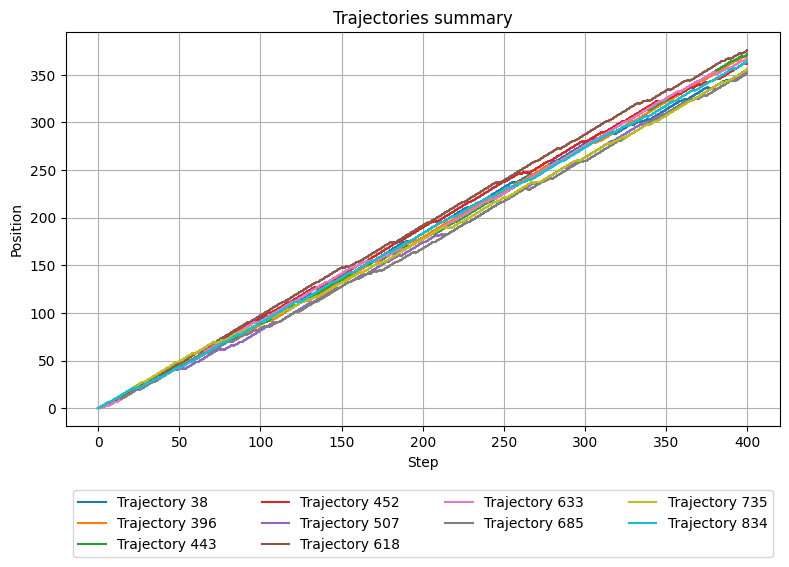 Trajectories summary
350
300
250
200
150
100
50
0
Position
0 50 100 150 200 250 300 350 400
Step
Trajectory 38 Trajectory 452 Trajectory 633 Trajectory 735
Trajectory 396 Trajectory 507 Trajectory 685 Trajectory 834
Trajectory 443 Trajectory 618